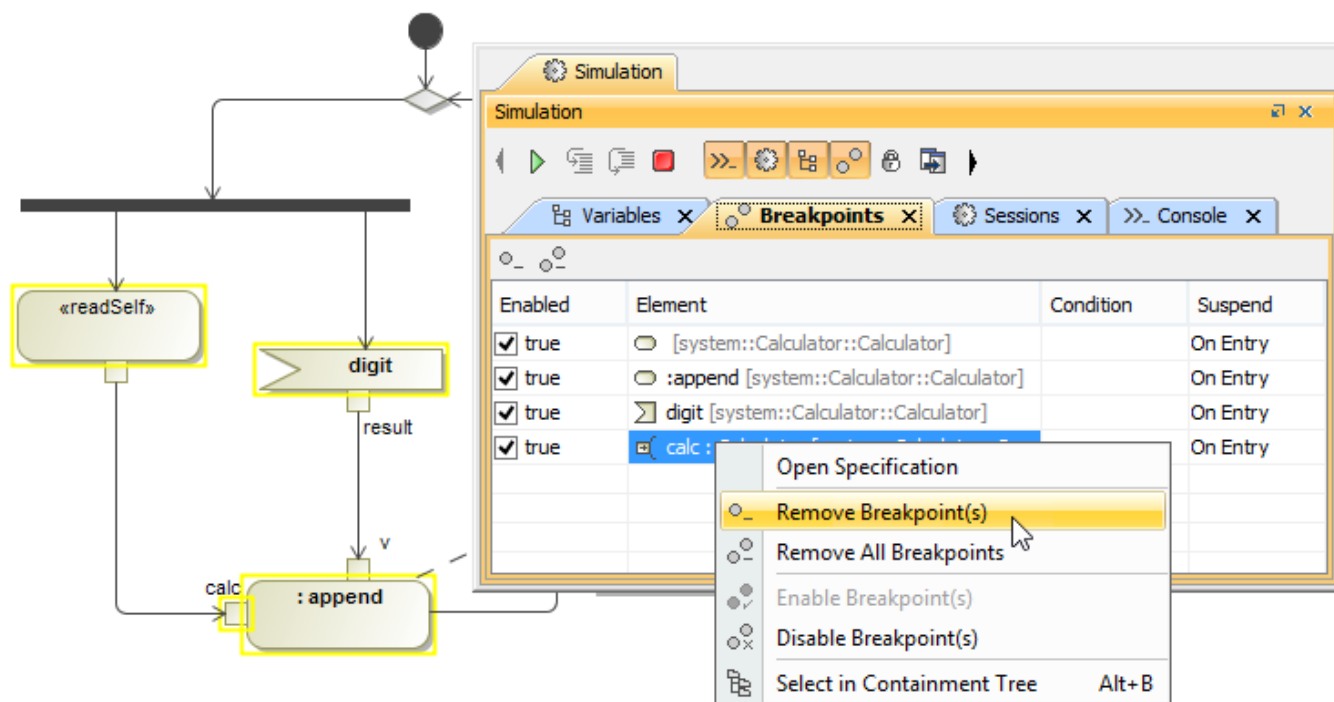 «readSelf»
digit
result
v
calc
: append
Simulation
Simulation
Variables
Breakpoints
Sessions
Console
Enabled Element Condition Suspend
true [system::Calculator::Calculator] On Entry
true :append [system::Calculator::Calculator] On Entry
true digit [system::Calculator::Calculator] On Entry
true calc : On Entry
Open Specification
Remove Breakpoint(s)
Remove All Breakpoints
Enable Breakpoint(s)
Disable Breakpoint(s)
Select in Containment Tree Alt+B